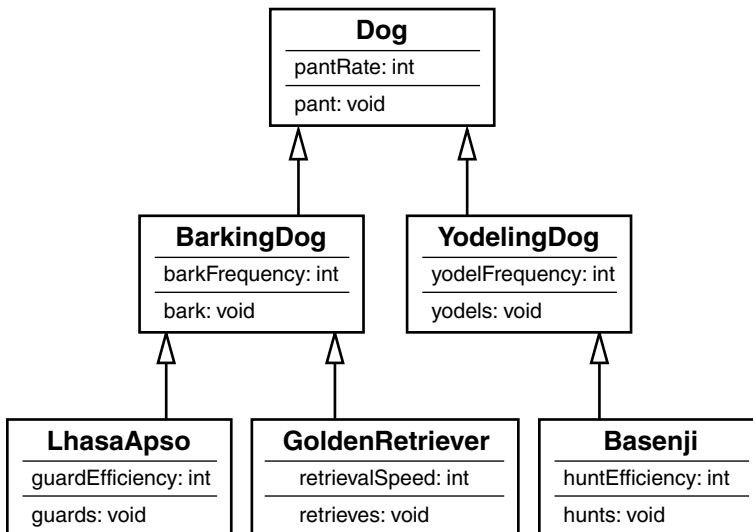 Dog
pantRate: int
pant: void
BarkingDog
barkFrequency: int
bark: void
YodelingDog
yodelFrequency: int
yodels: void
LhasaApso
guardEfficiency: int
guards: void
GoldenRetriever
retrievalSpeed: int
retrieves: void
Basenji
huntEfficiency: int
hunts: void